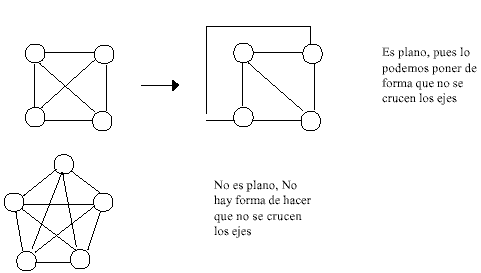 Es plano, pues lo
podemos poner de
forma que no se
crucen los ejes
No es plano, No
hay forma de hacer
que no se crucen
los ejes